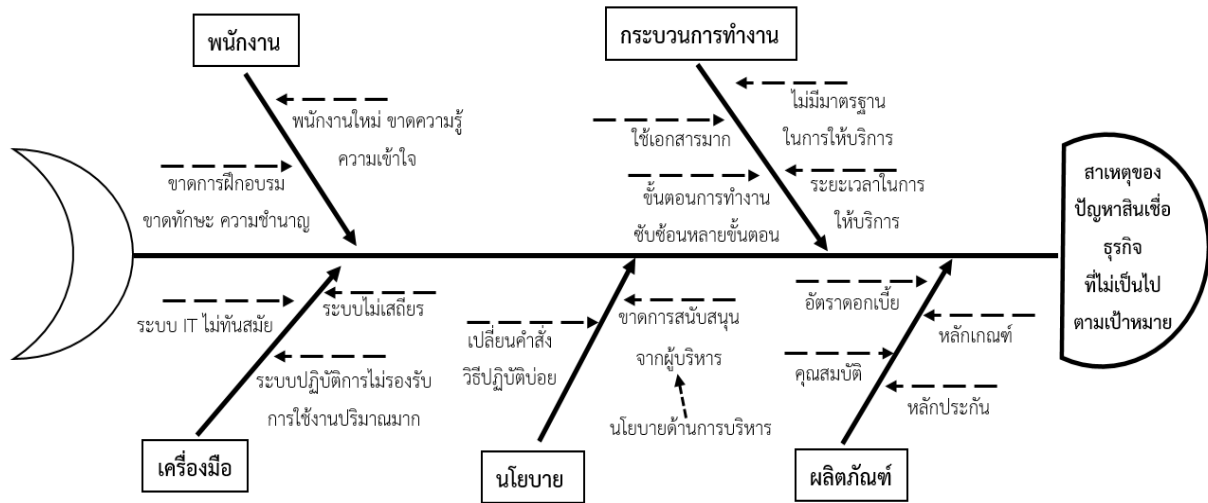 พนักงาน
กระบวนการทำงาน
พนักงานใหม่ ขาดความรู้
ความเข้าใจ
ขาดการฝึกอบรม
ขาดทักษะ ความชำนาญ
ไม่มีมาตรฐาน
ในการให้บริการ
ใช้เอกสารมาก
ขั้นตอนการทำงาน
ซับซ้อนหลายขั้นตอน
ระยะเวลาในการ
ให้บริการ
สาเหตุของ
ปัญหาสินเชื่อ
ธุรกิจ
ที่ไม่เป็นไป
ตามเป้าหมาย
ระบบ IT ไม่ทันสมัย
ระบบไม่เสถียร
ระบบปฏิบัติการไม่รองรับ
การใช้งานปริมาณมาก
เปลี่ยนคำสั่ง
วิธีปฏิบัติบ่อย
ขาดการสนับสนุน
จากผู้บริหาร
นโยบายด้านการบริหาร
อัตราดอกเบี้ย
หลักเกณฑ์
คุณสมบัติ
หลักประกัน
เครื่องมือ
นโยบาย
ผลิตภัณฑ์